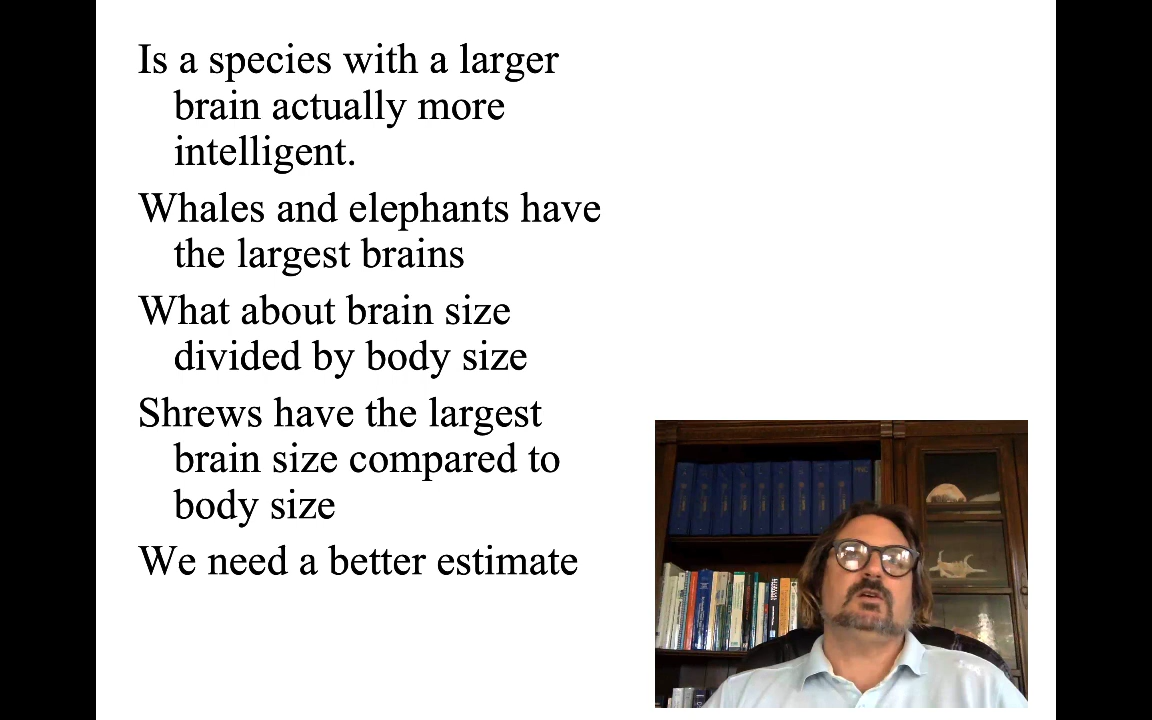 Is a species with a larger
brain actually more
intelligent.
Whales and elephants have
the largest brains
What about brain size
divided by body size
Shrews have the largest
brain size compared to
body size
We need a better estimate